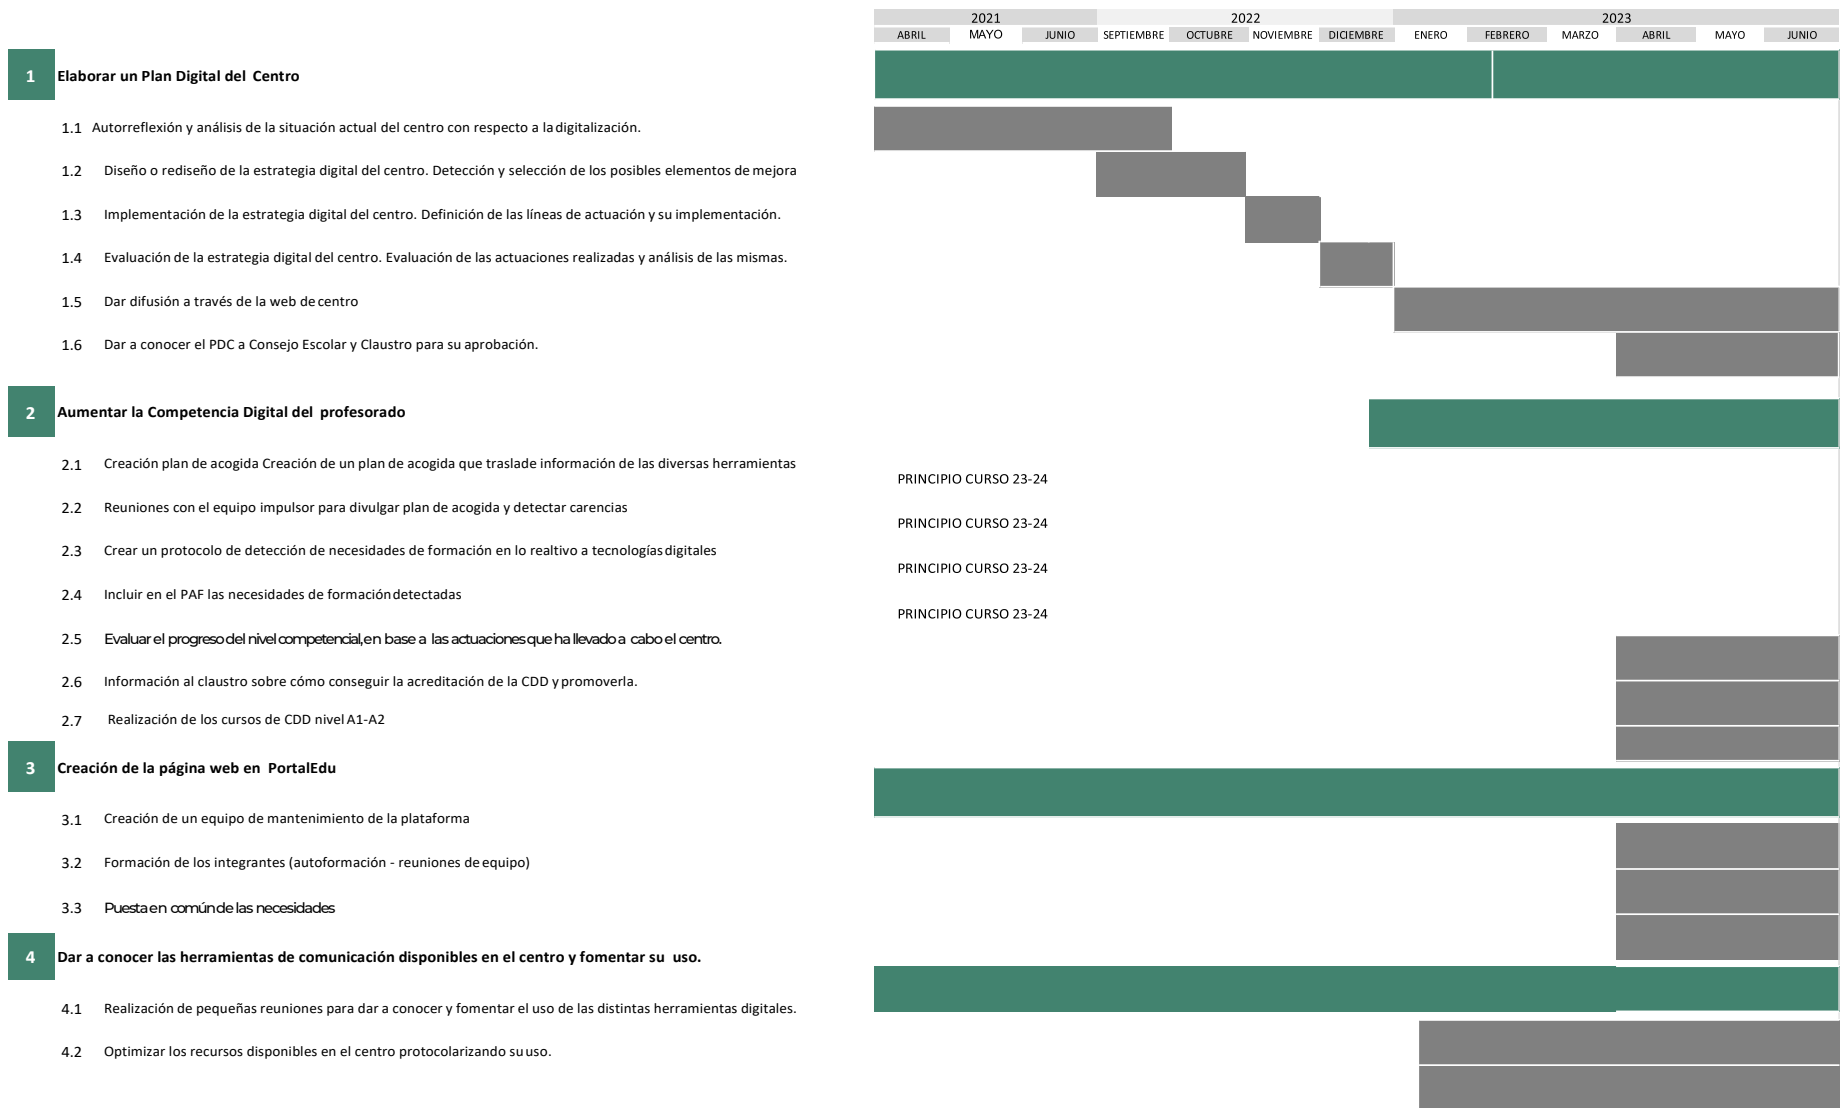 2021 2022 2023
ABRIL MAYO JUNIO SEPTIEMBRE OCTUBRE NOVIEMBRE DICIEMBRE ENERO FEBRERO MARZO ABRIL MAYO JUNIO
1 Elaborar un Plan Digital del Centro
1.1 Autorreflexión y análisis de la situación actual del centro con respecto a la digitalización.
1.2 Diseño o rediseño de la estrategia digital del centro. Detección y selección de los posibles elementos de mejora
1.3 Implementación de la estrategia digital del centro. Definición de las líneas de actuación y su implementación.
1.4 Evaluación de la estrategia digital del centro. Evaluación de las actuaciones realizadas y análisis de las mismas.
1.5 Dar difusión a través de la web de centro
1.6 Dar a conocer el PDC a Consejo Escolar y Claustro para su aprobación.
2 Aumentar la Competencia Digital del profesorado
2.1 Creación plan de acogida Creación de un plan de acogida que traslade información de las diversas herramientas
PRINCIPIO CURSO 23-24
2.2 Reuniones con el equipo impulsor para divulgar plan de acogida y detectar carencias
PRINCIPIO CURSO 23-24
2.3 Crear un protocolo de detección de necesidades de formación en lo realtivo a tecnologías digitales
PRINCIPIO CURSO 23-24
2.4 Incluir en el PAF las necesidades de formación detectadas
PRINCIPIO CURSO 23-24
2.5 Evaluar el progreso del nivel competencial, en base a las actuaciones que ha llevado a cabo el centro.
2.6 Información al claustro sobre cómo conseguir la acreditación de la CDD y promoverla.
2.7 Realización de los cursos de CDD nivel A1-A2
3 Creación de la página web en PortalEdu
3.1 Creación de un equipo de mantenimiento de la plataforma
3.2 Formación de los integrantes (autoformación - reuniones de equipo)
3.3 Puesta en común de las necesidades
4 Dar a conocer las herramientas de comunicación disponibles en el centro y fomentar su uso.
4.1 Realización de pequeñas reuniones para dar a conocer y fomentar el uso de las distintas herramientas digitales.
4.2 Optimizar los recursos disponibles en el centro protocolarizando su uso.